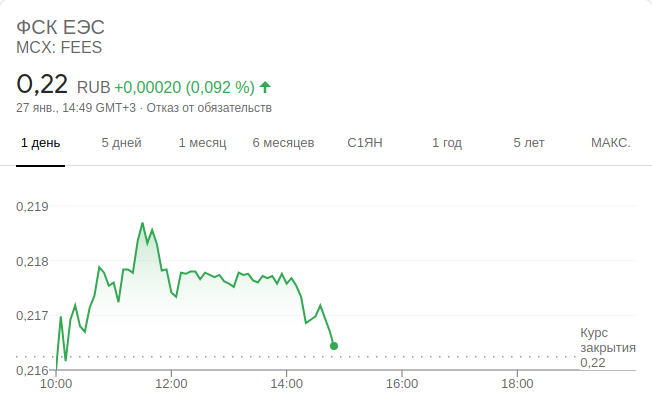 ФСК ЕЭС
MCX: FEES
0,22 RUB +0,00020 (0,092 %)
27 янв., 14:49 GMT+3 · Отказ от обязательств
1 день 5 дней 1 месяц 6 месяцев С1ЯН 1 год 5 лет МАКС.
0,219
0,218
0,217
Курс
закрытия
0,22
0,216
10:00 12:00 14:00 16:00 18:00